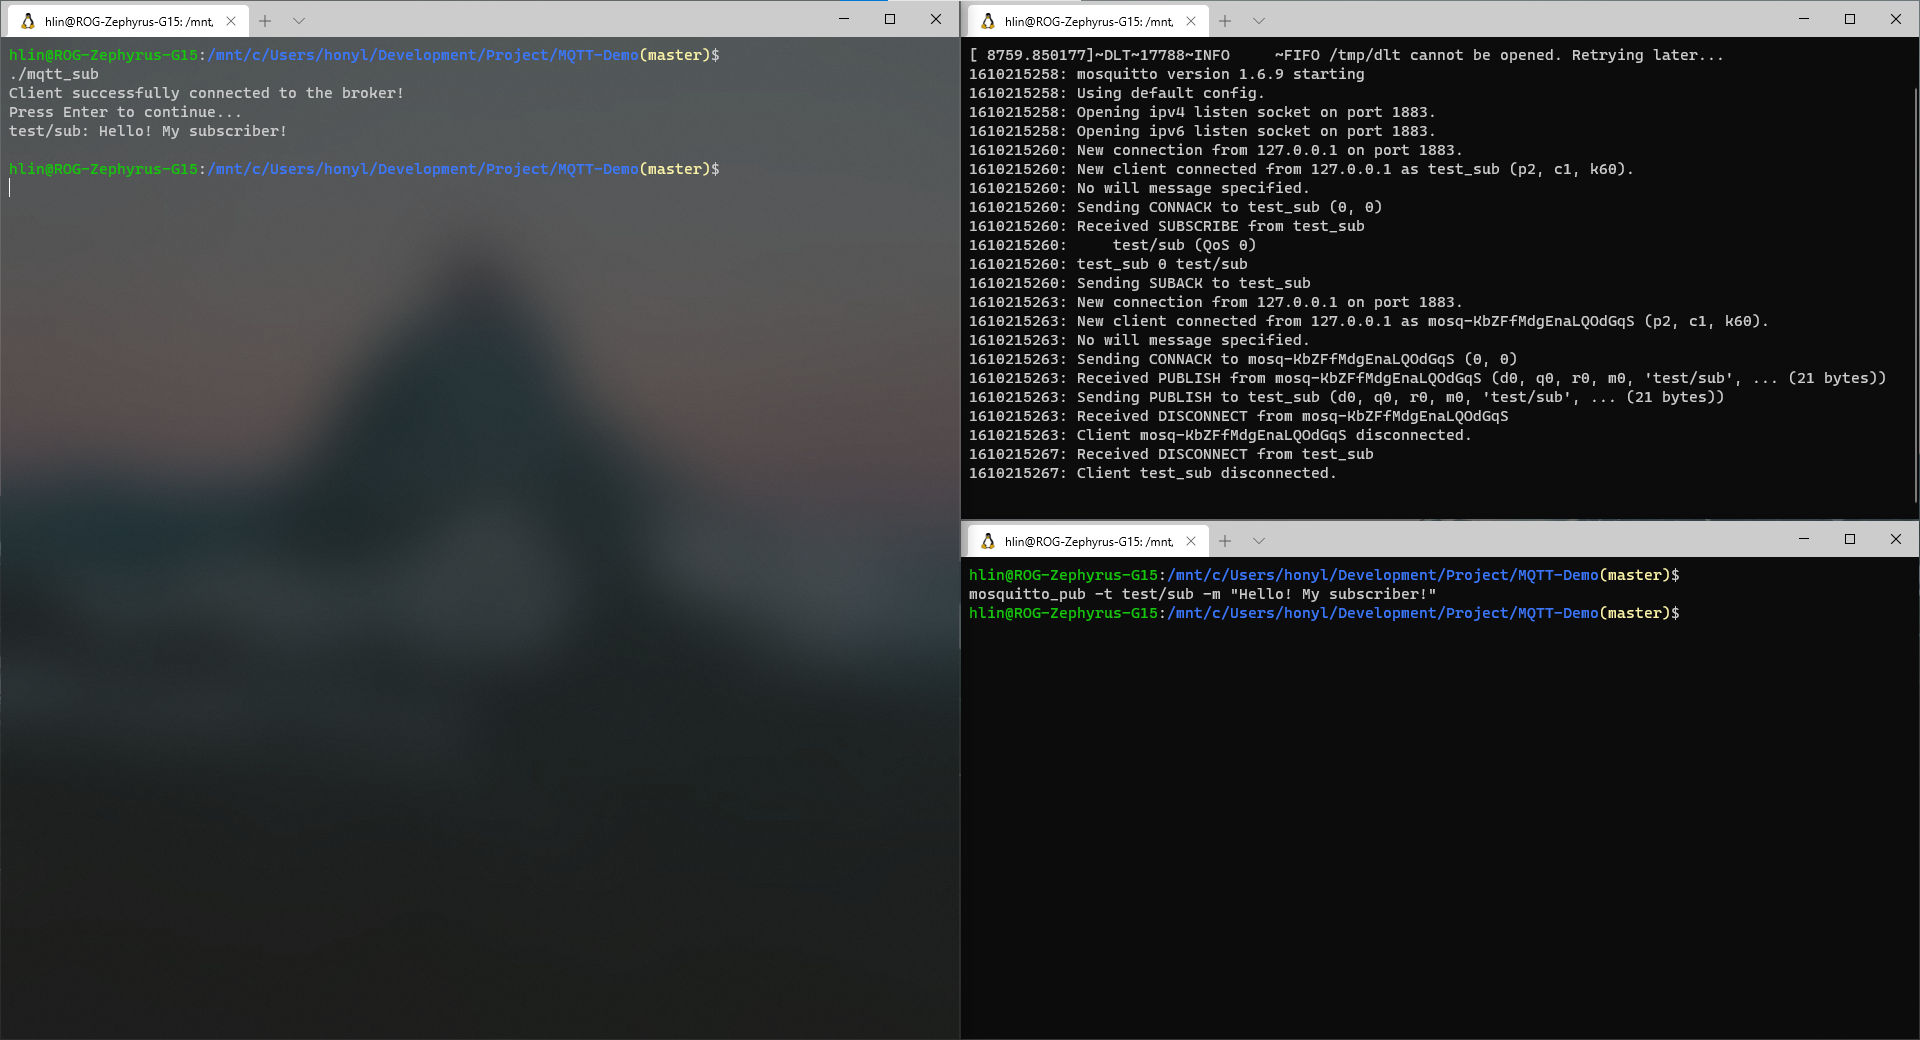 hlin@ROG-Zephyrus-G15: /mnt,
hlin@ROG-Zephyrus-G15:/mnt/c/Users/honyl/Development/Project/MQTT-Demo(master)$
./mqtt_sub
Client successfully connected to the broker!
Press Enter to continue...
test/sub: Hello! My subscriber!
hlin@ROG-Zephyrus-G15:/mnt/c/Users/honyl/Development/Project/MQTT-Demo(master)$
hlin@ROG-Zephyrus-G15: /mnt,
[ 8759.850177]~DLT~17788~INFO     ~FIFO /tmp/dlt cannot be opened. Retrying later...
1610215258: mosquitto version 1.6.9 starting
1610215258: Using default config.
1610215258: Opening ipv4 listen socket on port 1883.
1610215258: Opening ipv6 listen socket on port 1883.
1610215260: New connection from 127.0.0.1 on port 1883.
1610215260: New client connected from 127.0.0.1 as test_sub (p2, c1, k60).
1610215260: No will message specified.
1610215260: Sending CONNACK to test_sub (0, 0)
1610215260: Received SUBSCRIBE from test_sub
1610215260:     test/sub (QoS 0)
1610215260: test_sub 0 test/sub
1610215260: Sending SUBACK to test_sub
1610215263: New connection from 127.0.0.1 on port 1883.
1610215263: New client connected from 127.0.0.1 as mosq-KbZFfMdgEnaLQOdGqS (p2, c1, k60).
1610215263: No will message specified.
1610215263: Sending CONNACK to mosq-KbZFfMdgEnaLQOdGqS (0, 0)
1610215263: Received PUBLISH from mosq-KbZFfMdgEnaLQOdGqS (d0, q0, r0, m0, 'test/sub', ... (21 bytes))
1610215263: Sending PUBLISH to test_sub (d0, q0, r0, m0, 'test/sub', ... (21 bytes))
1610215263: Received DISCONNECT from mosq-KbZFfMdgEnaLQOdGqS
1610215263: Client mosq-KbZFfMdgEnaLQOdGqS disconnected.
1610215267: Received DISCONNECT from test_sub
1610215267: Client test_sub disconnected.
hlin@ROG-Zephyrus-G15: /mnt,
hlin@ROG-Zephyrus-G15:/mnt/c/Users/honyl/Development/Project/MQTT-Demo(master)$
mosquitto_pub -t test/sub -m "Hello! My subscriber!"
hlin@ROG-Zephyrus-G15:/mnt/c/Users/honyl/Development/Project/MQTT-Demo(master)$